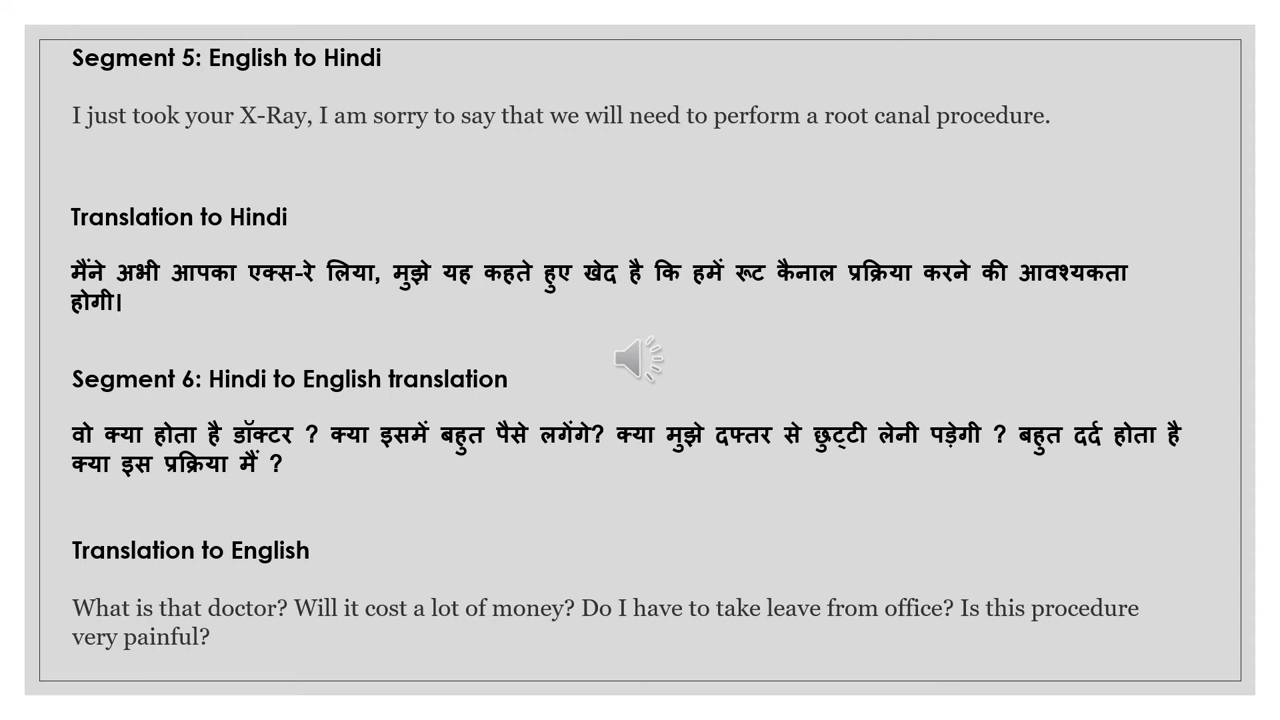 Segment 5: English to Hindi
I just took your X-Ray, I am sorry to say that we will need to perform a root canal procedure.
Translation to Hindi
मैंने अभी आपका एक्स-रे लिया, मुझे यह कहते हुए खेद है कि हमें रूट कैनाल प्रक्रिया करने की आवश्यकता
होगी।
Segment 6: Hindi to English translation
वो क्या होता है डॉक्टर ? क्या इसमें बहुत पैसे लगेंगे? क्या मुझे दफ्तर से छुट्टी लेनी पड़ेगी ? बहुत दर्द होता है
क्या इस प्रक्रिया मैं ?
Translation to English
What is that doctor? Will it cost a lot of money? Do I have to take leave from office? Is this procedure
very painful?